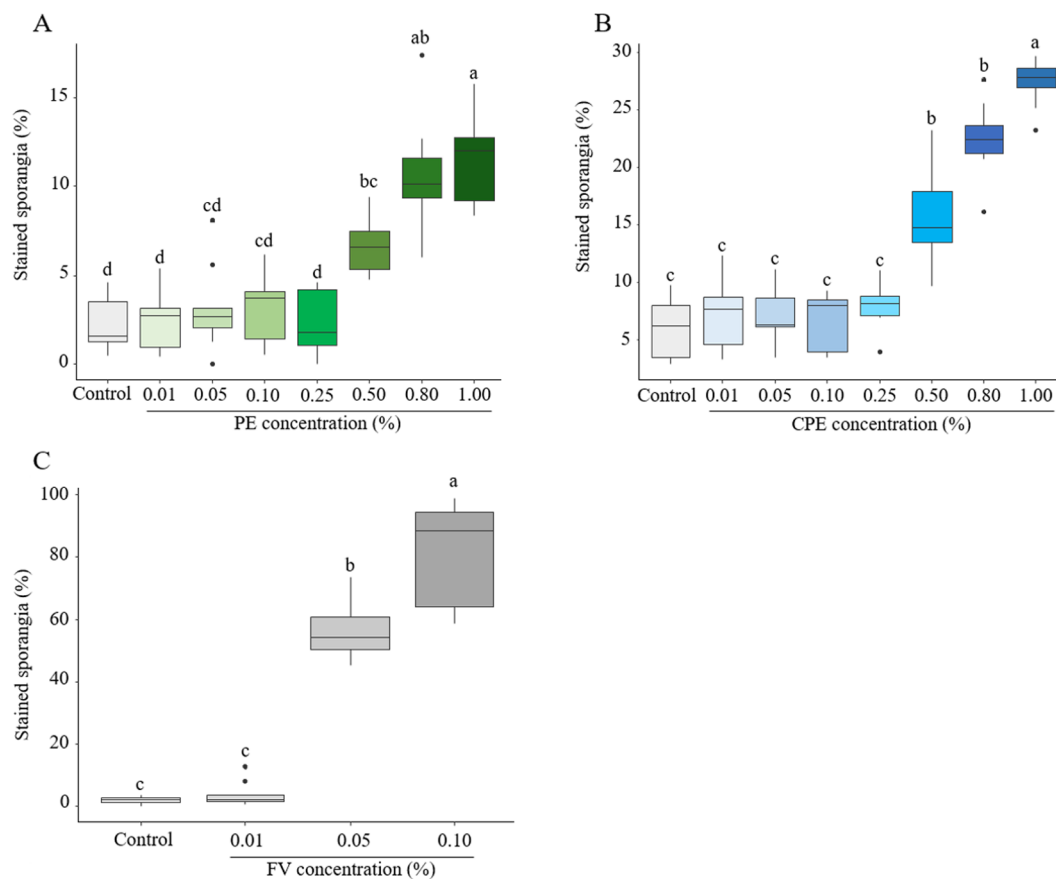 A
Stained sporangia (%)
15
10
5
0
d
d
cd
cd
d
bc
ab
a
Control 0.01 0.05 0.10 0.25 0.50 0.80 1.00
PE concentration (%)
B
Stained sporangia (%)
30
25
20
15
10
5
c
c
c
c
c
b
b
a
Control 0.01 0.05 0.10 0.25 0.50 0.80 1.00
CPE concentration (%)
C
Stained sporangia (%)
100
80
60
40
20
0
c
c
b
a
Control 0.01 0.05 0.10
FV concentration (%)